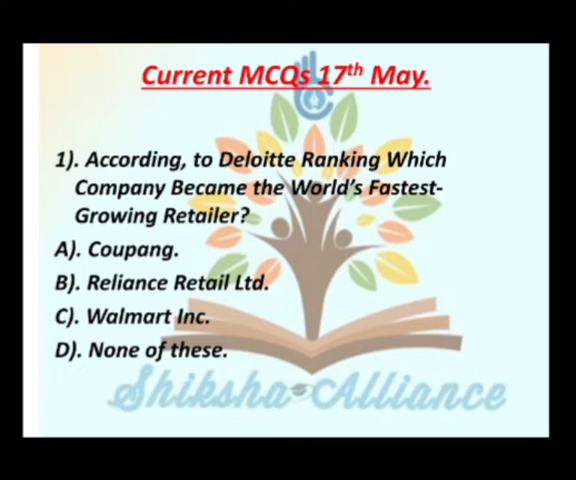 Current MCQs 17th May.
1). According, to Deloitte Ranking Which
Company Became the World's Fastest-
Growing Retailer?
A). Coupang.
B). Reliance Retail Ltd.
C). Walmart Inc.
D). None of these.
Shiksha Alliance